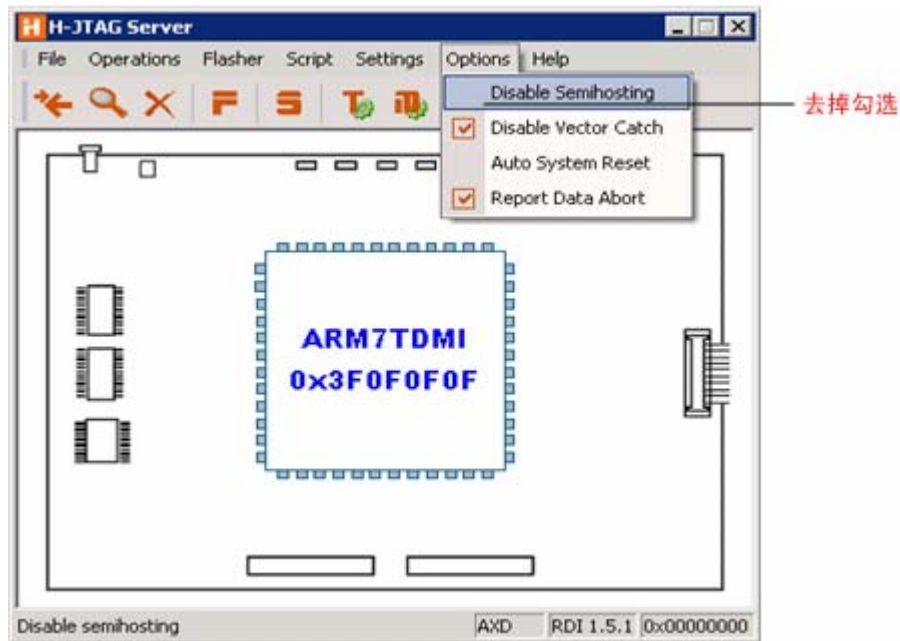 H-JTAG Server
File Operations Flasher Script Settings Options Help
Disable Semihosting
去掉勾选
Disable Vector Catch
Auto System Reset
Report Data Abort
ARM7TDMI
0x3F0F0F0F
Disable semihosting AXD RDI 1.5.1 0x00000000